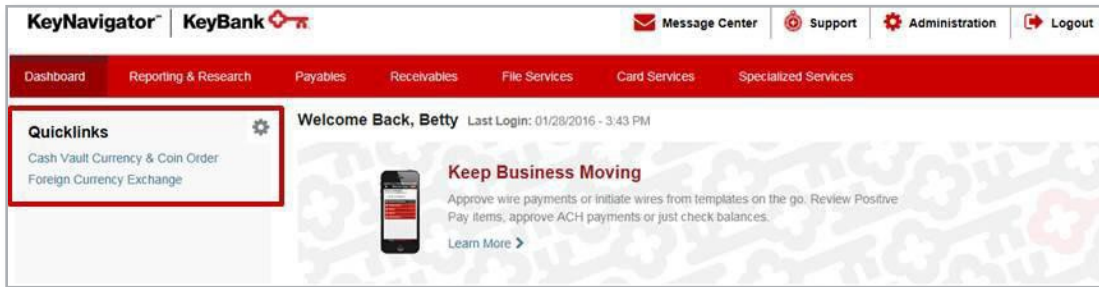 KeyNavigator™ KeyBank
Message Center Support Administration Logout
Dashboard Reporting & Research Payables Receivables File Services Card Services Specialized Services
Quicklinks
Cash Vault Currency & Coin Order
Foreign Currency Exchange
Welcome Back, Betty Last Login: 01/28/2016 - 3:43 PM
Keep Business Moving
Approve wire payments or initiate wires from templates on the go. Review Positive
Pay items, approve ACH payments or just check balances.
Learn More